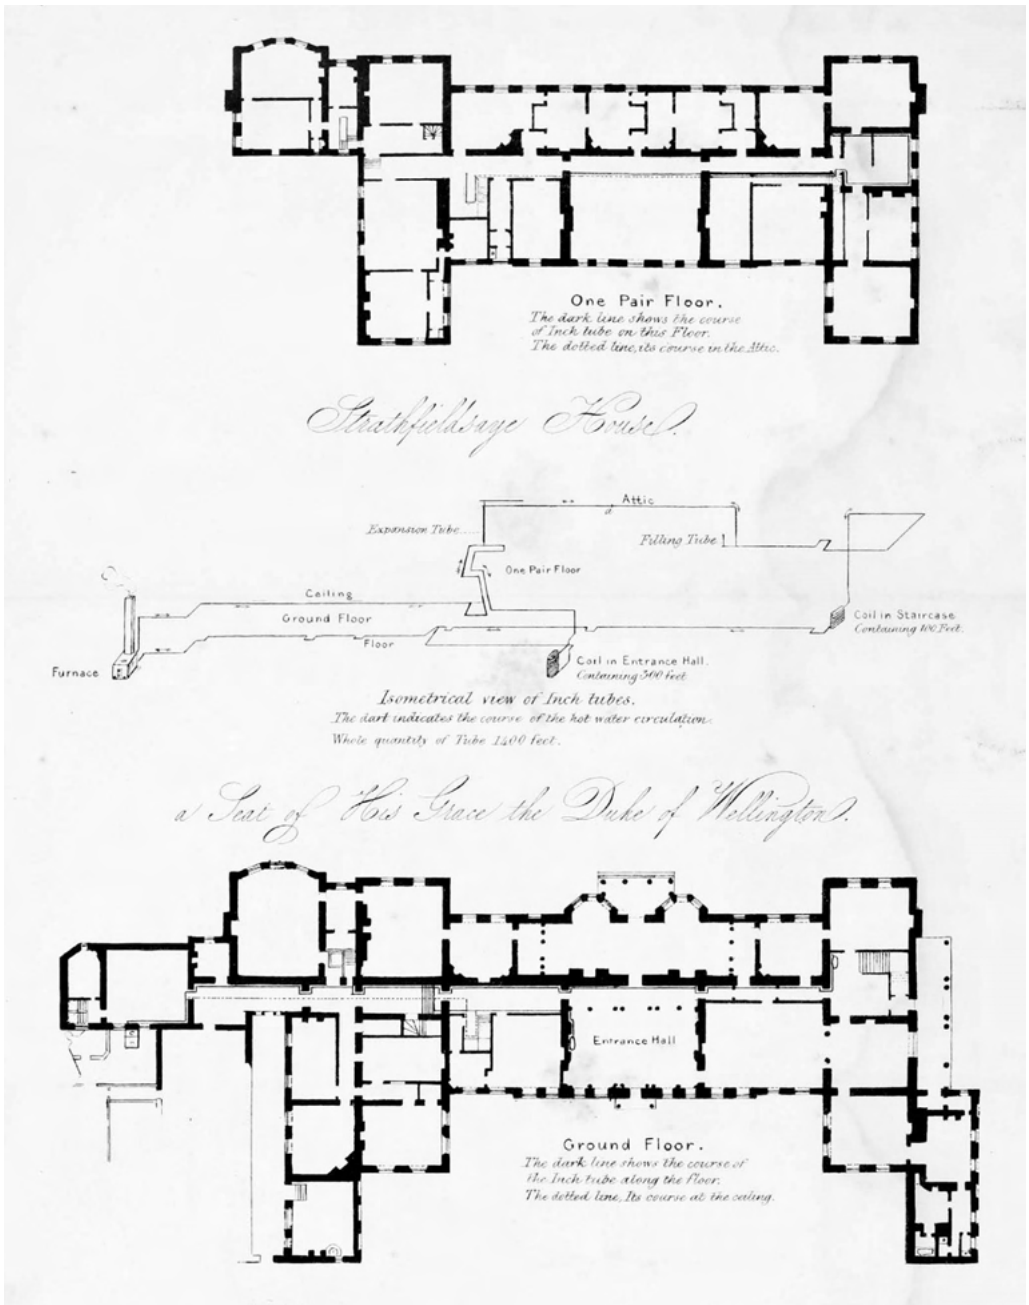 One Pair Floor.
The dark line shows the course
of Inch tube on this Floor.
The dotted line, its course in the Attic.
Strathfieldsaye House.
Attic
a
Expansion Tube
Filling Tube
One Pair Floor
Ceiling
Ground Floor
Floor
Furnace
Coil in Staircase
Containing 400 Feet.
Coil in Entrance Hall.
Containing 300 feet
Isometrical view of Inch tubes.
The dart indicates the course of the hot water circulation.
Whole quantity of Tube 1400 feet.
a Seat of His Grace the Duke of Wellington.
Entrance Hall
Ground Floor.
The dark line shows the course of
the Inch tube along the floor.
The dotted line, Its course at the ceiling.